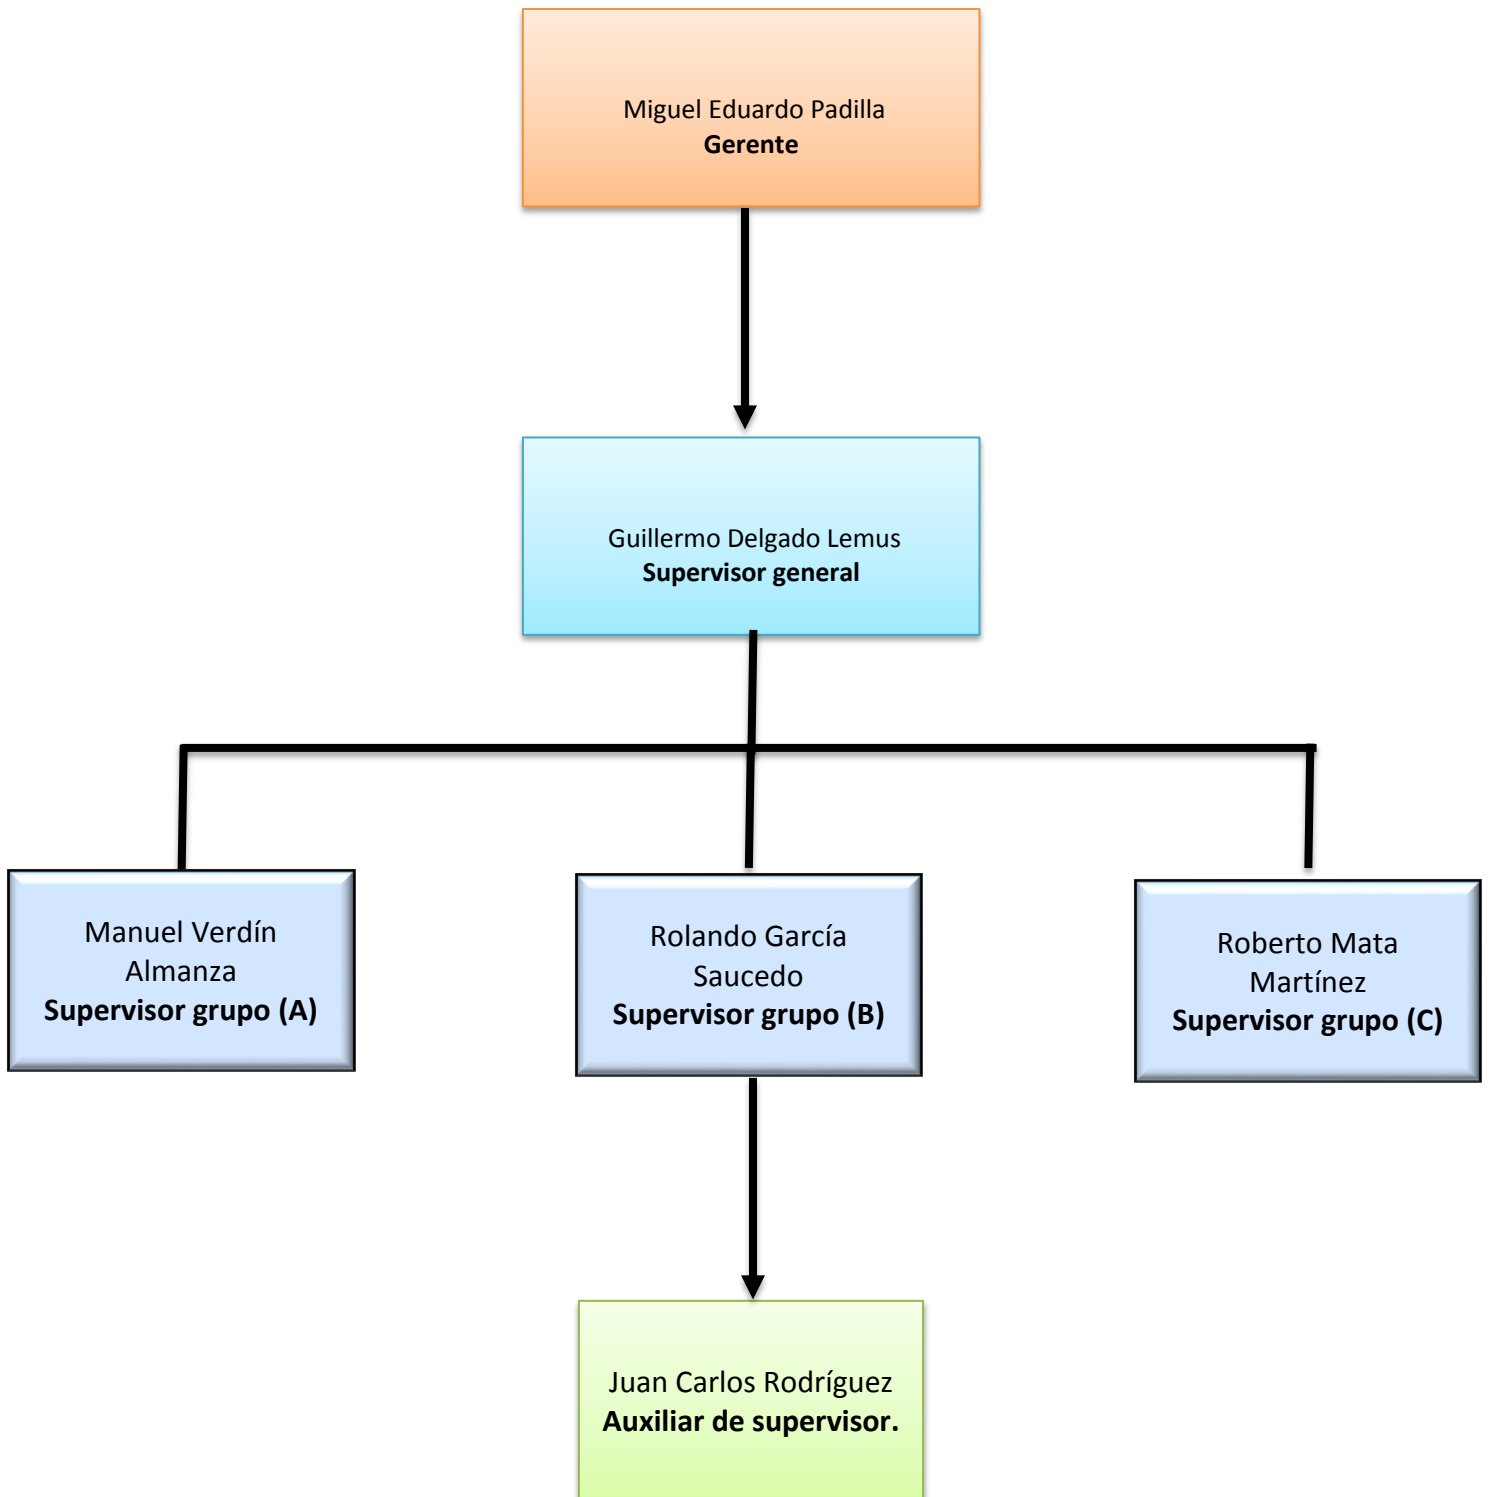 Miguel Eduardo Padilla
Gerente
Guillermo Delgado Lemus
Supervisor general
Manuel Verdín
Almanza
Supervisor grupo (A)
Rolando García
Saucedo
Supervisor grupo (B)
Roberto Mata
Martínez
Supervisor grupo (C)
Juan Carlos Rodríguez
Auxiliar de supervisor.